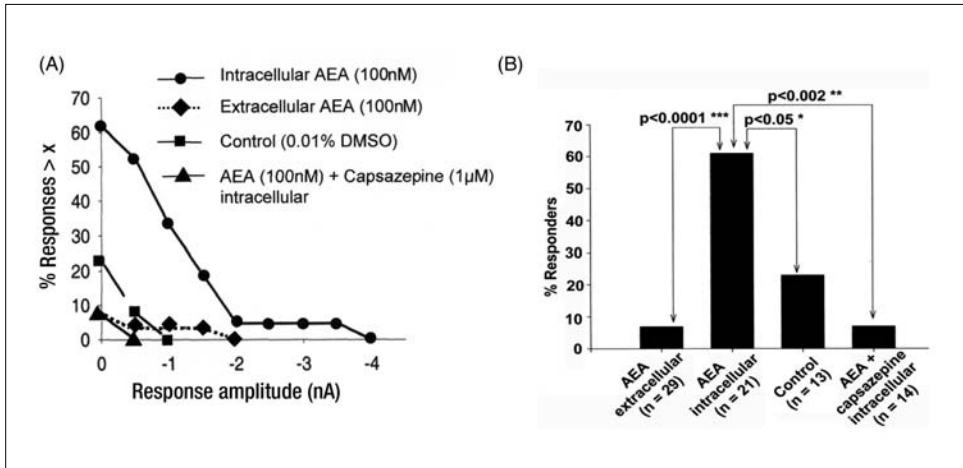 (A)
Intracellular AEA (100nM)
Extracellular AEA (100nM)
Control (0.01% DMSO)
AEA (100nM) + Capsazepine (1µM)
intracellular
% Responses > x
70
60
50
40
30
20
10
0
0 -1 -2 -3 -4
Response amplitude (nA)
(B)
p<0.002 **
p<0.0001 ***
p<0.05 *
% Responders
70
60
50
40
30
20
10
0
AEA
extracellular
(n = 29)
AEA
intracellular
(n = 21)
Control
(n = 13)
AEA +
capsazepine
intracellular
(n = 14)